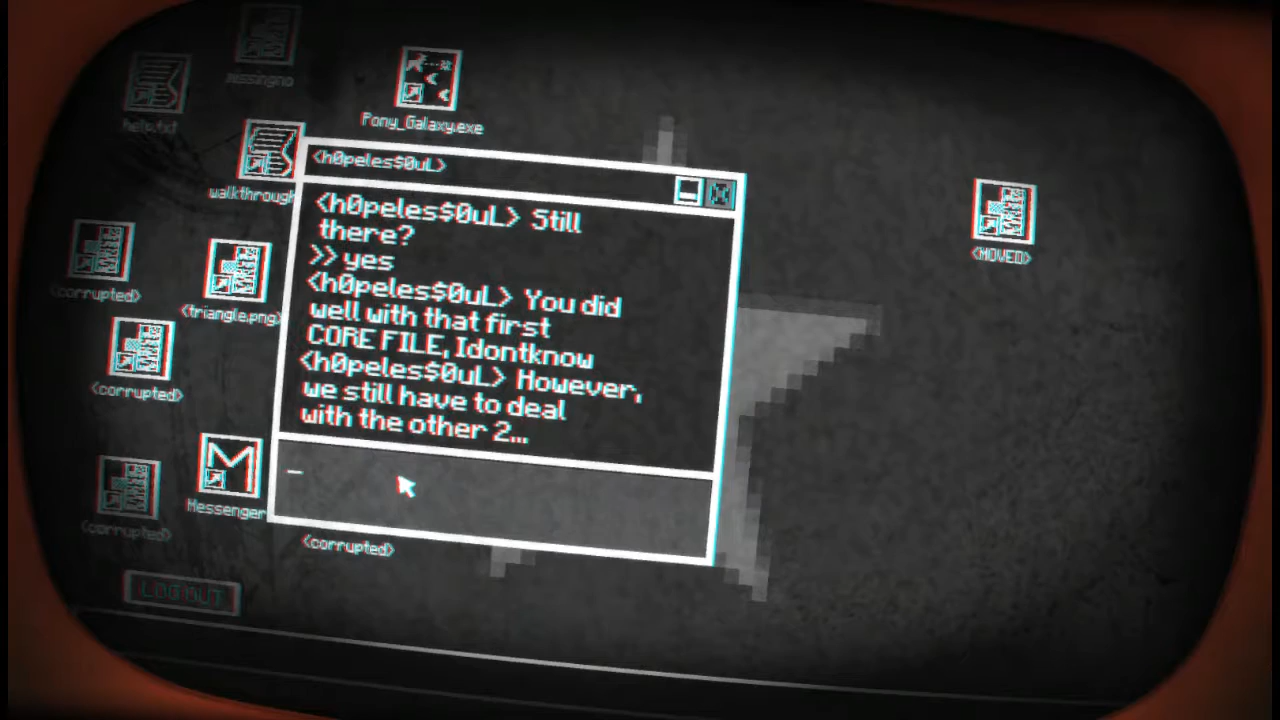 missingno
help.txt
Pony_Galaxy.exe
walkthrough
<h0peles$0uL>
<h0peles$0uL> Still
there?
>> yes
<h0peles$0uL> You did
well with that first
CORE FILE, Idontknow
<h0peles$0uL> However,
we still have to deal
with the other 2...
_
<MOVED>
<corrupted>
<triangle.png>
<corrupted>
M
Messenger
<corrupted>
<corrupted>
LOG OUT